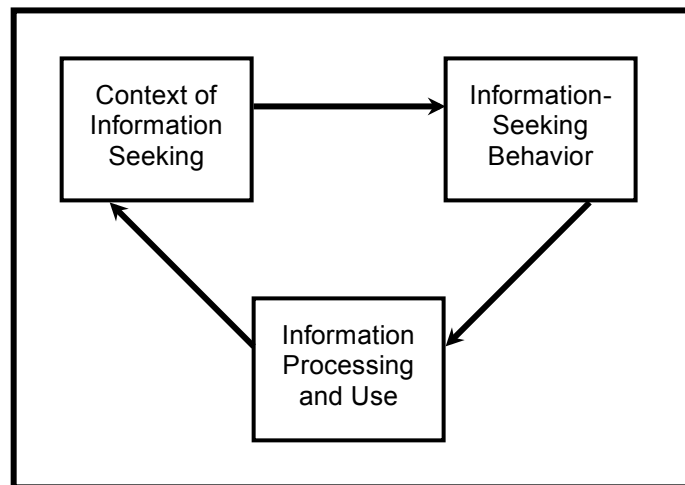 Context of
Information
Seeking
Information-
Seeking
Behavior
Information
Processing
and Use